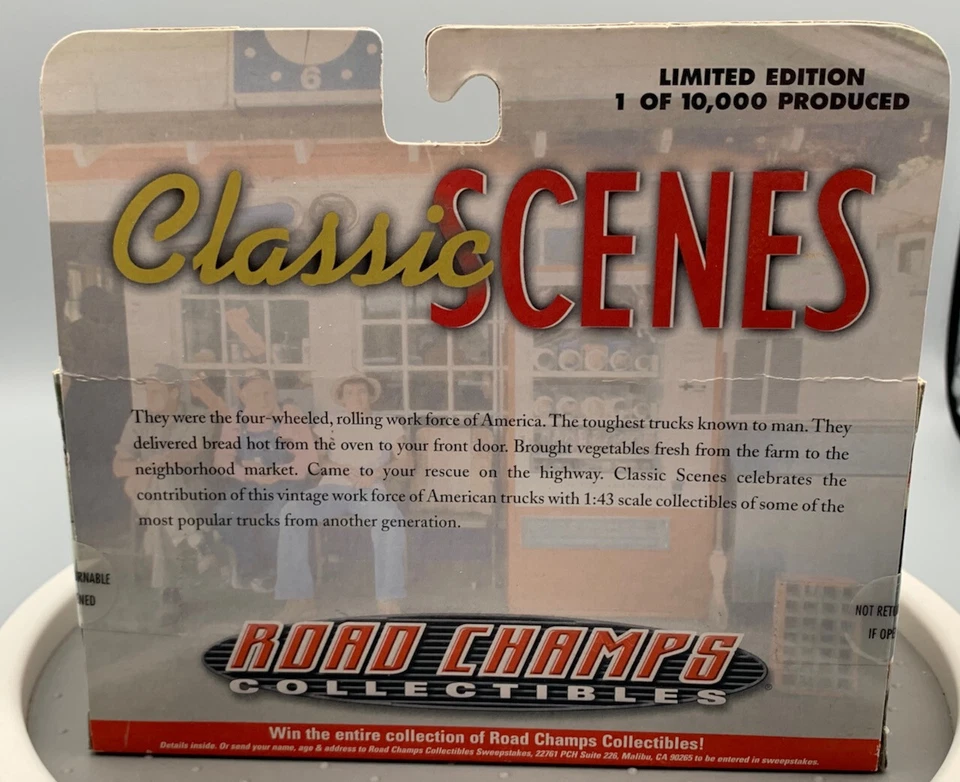 6
LIMITED EDITION
1 OF 10,000 PRODUCED
Classic SCENES
They were the four-wheeled, rolling work force of America. The toughest trucks known to man. They
delivered bread hot from the oven to your front door. Brought vegetables fresh from the farm to the
neighborhood market. Came to your rescue on the highway. Classic Scenes celebrates the
contribution of this vintage work force of American trucks with 1:43 scale collectibles of some of the
most popular trucks from another generation.
RNABLE
NED
NOT RETU
IF OPE
ROAD CHAMPS
COLLECTIBLES
Win the entire collection of Road Champs Collectibles!
Details inside. Or send your name, age & address to Road Champs Collectibles Sweepstakes, 22761 PCH Suite 226, Malibu, CA 90265 to be entered in sweepstakes.